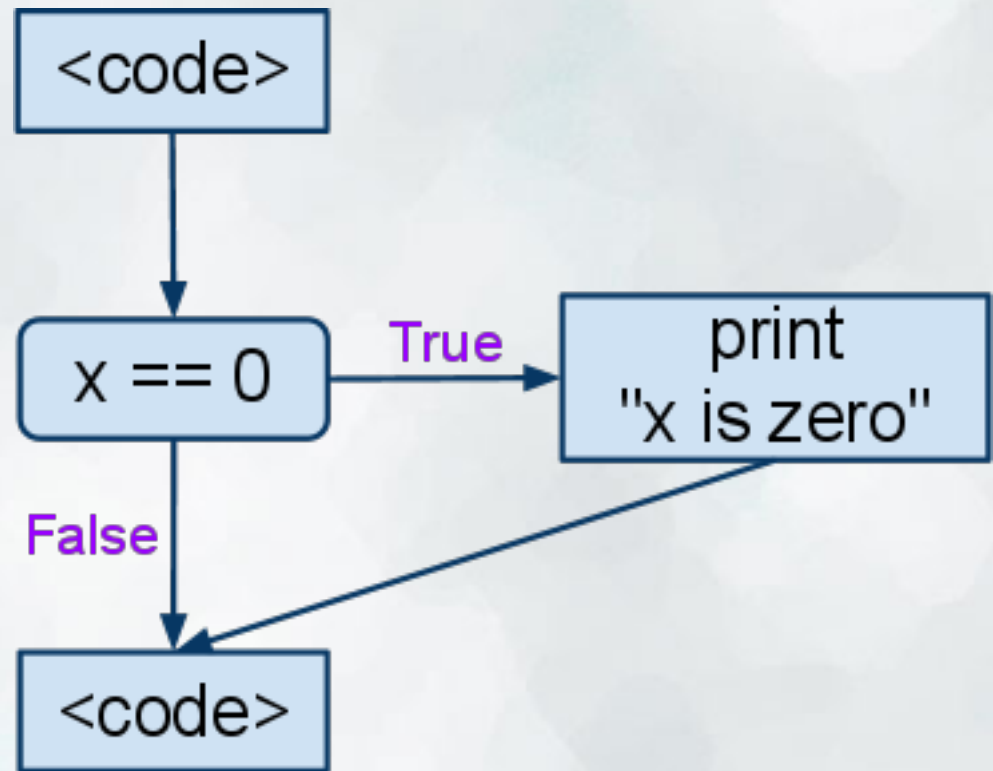 <code>
x == 0
True
print
"x is zero"
False
<code>